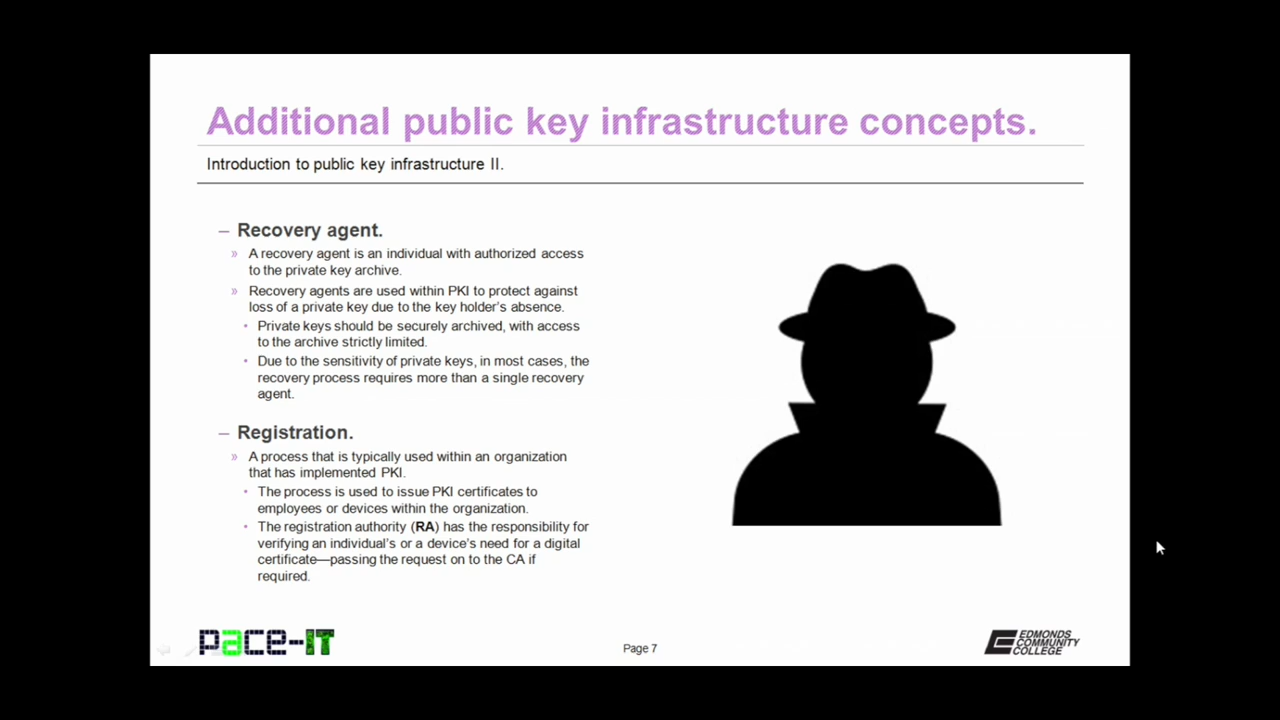 Additional public key infrastructure concepts.
Introduction to public key infrastructure II.
– Recovery agent.
» A recovery agent is an individual with authorized access
to the private key archive.
» Recovery agents are used within PKI to protect against
loss of a private key due to the key holder's absence.
• Private keys should be securely archived, with access
to the archive strictly limited.
• Due to the sensitivity of private keys, in most cases, the
recovery process requires more than a single recovery
agent.
– Registration.
» A process that is typically used within an organization
that has implemented PKI.
• The process is used to issue PKI certificates to
employees or devices within the organization.
• The registration authority (RA) has the responsibility for
verifying an individual's or a device's need for a digital
certificate—passing the request on to the CA if
required.
pace-IT
Page 7
EDMONDS
COMMUNITY
COLLEGE